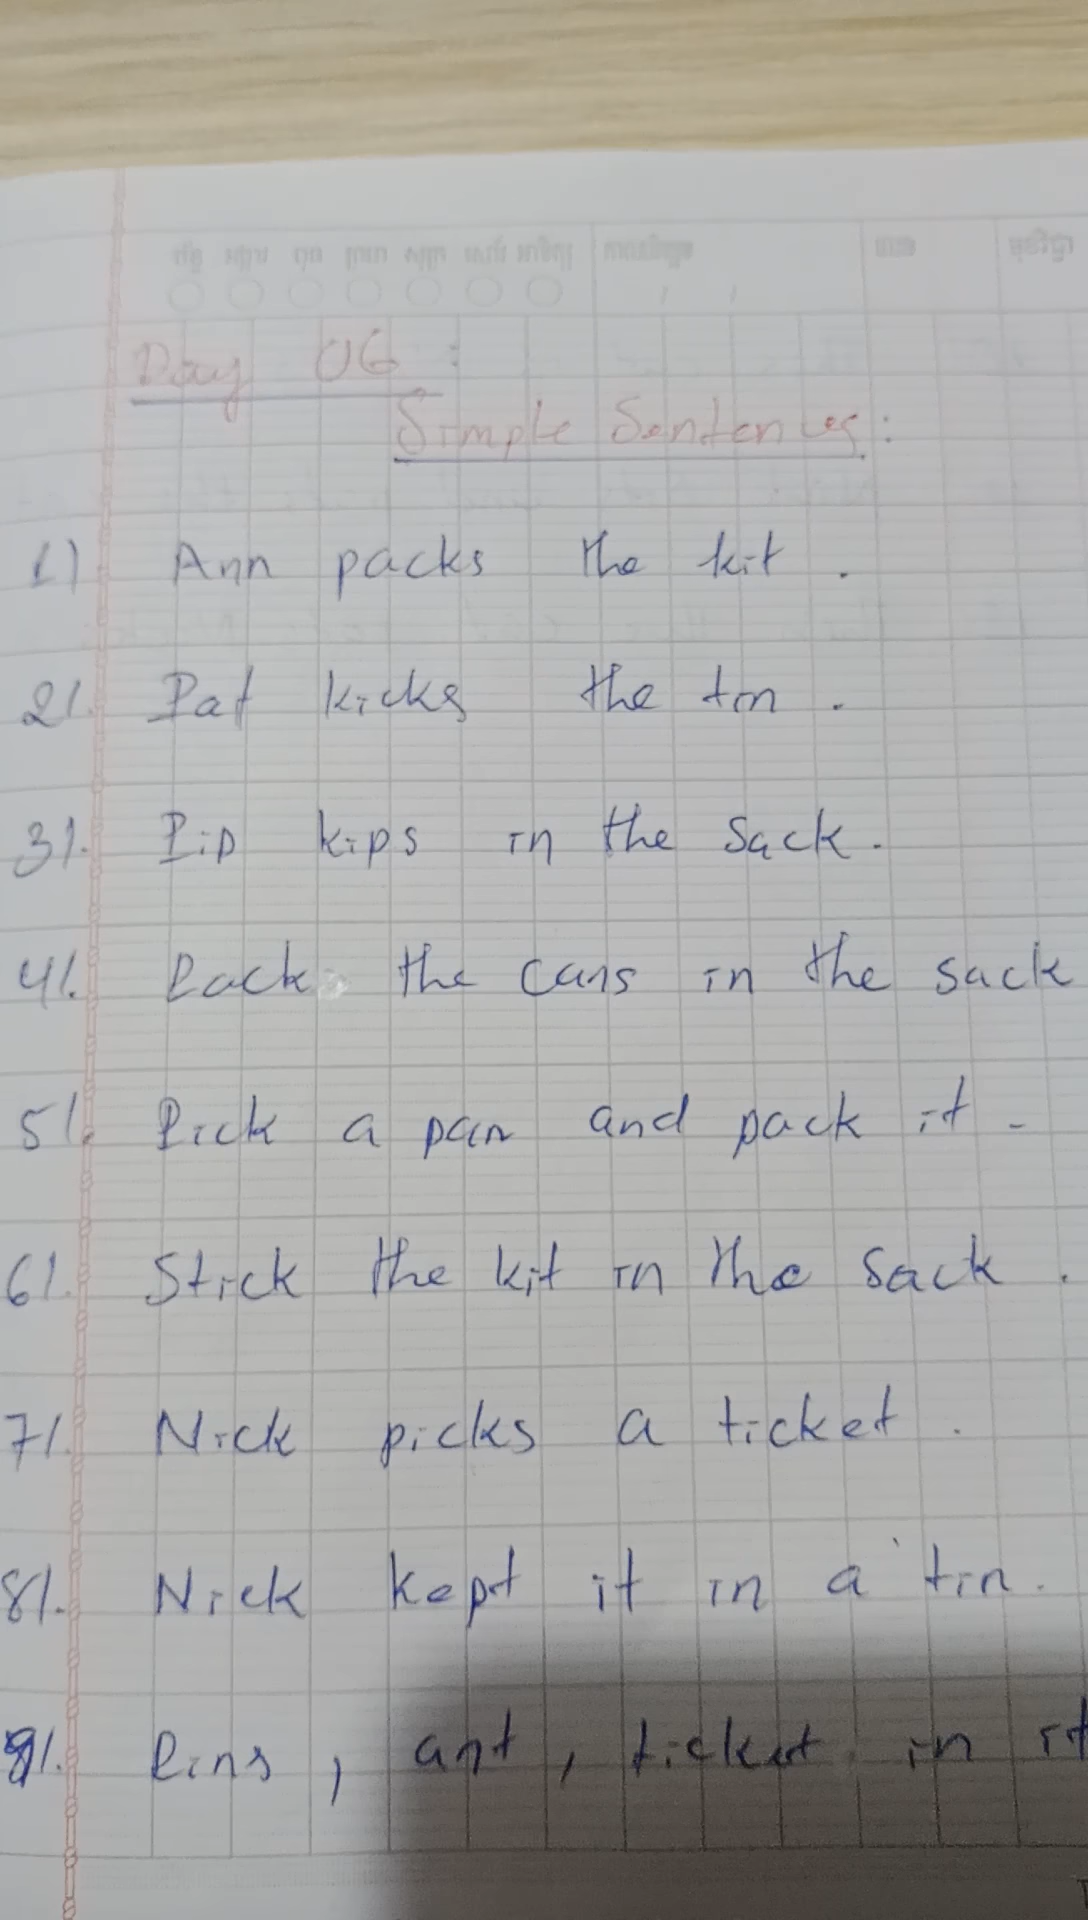 Day 06 :
Simple Sentences :
1) Ann packs the kit .
2/. Pat kicks the tin .
3/. Pip kips in the sack .
4/. Pack the cans in the sack
5/. Pick a pan and pack it .
6/. Stick the kit in the sack .
7/. Nick picks a ticket .
8/. Nick kept it in a tin .
9/. Pins , ant , ticket in it